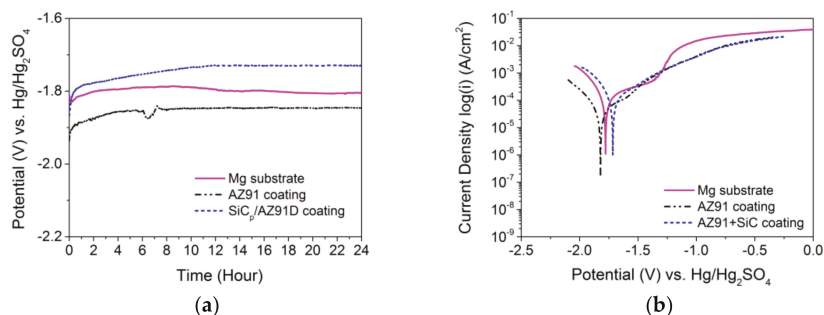 (a)
-1.6
-1.8
-2.0
-2.2
Potential (V) vs. Hg/Hg₂SO₄
Mg substrate
AZ91 coating
SiCₚ/AZ91D coating
0 2 4 6 8 10 12 14 16 18 20 22 24
Time (Hour)
(a)
(b)
10⁻¹
10⁻²
10⁻³
10⁻⁴
10⁻⁵
10⁻⁶
10⁻⁷
10⁻⁸
10⁻⁹
Current Density log(i) (A/cm²)
Mg substrate
AZ91 coating
AZ91+SiC coating
-2.5 -2.0 -1.5 -1.0 -0.5 0.0
Potential (V) vs. Hg/Hg₂SO₄
(b)